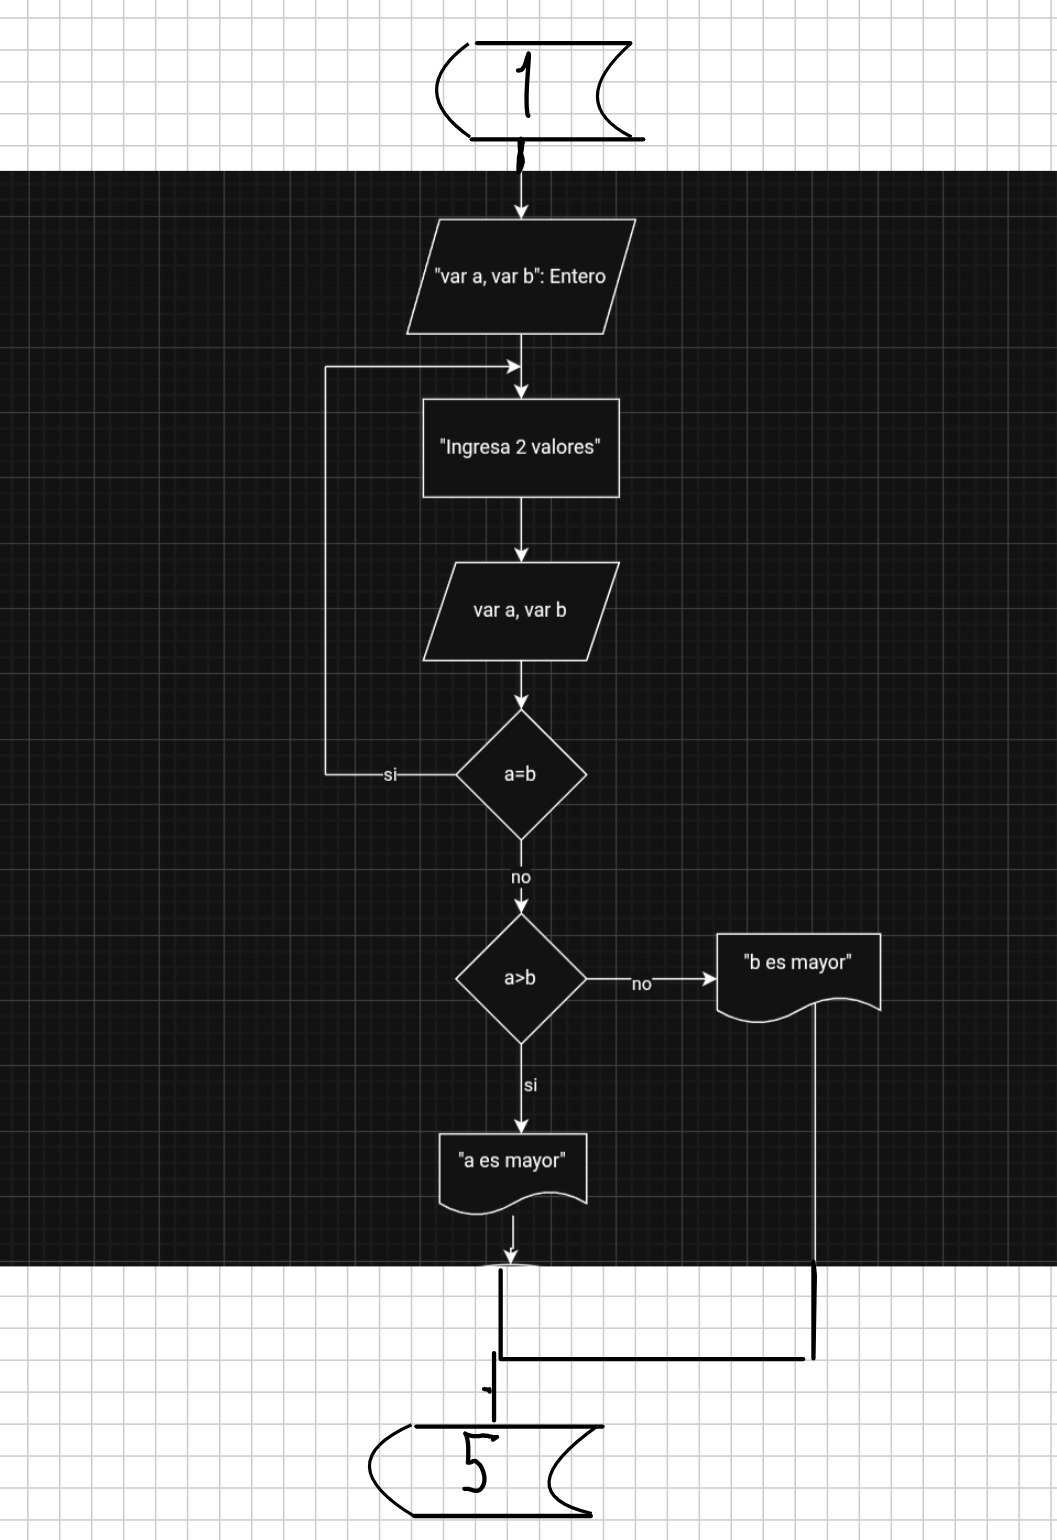 1
"var a, var b": Entero
"Ingresa 2 valores"
var a, var b
a=b
si
no
a>b
no
"b es mayor"
si
"a es mayor"
5